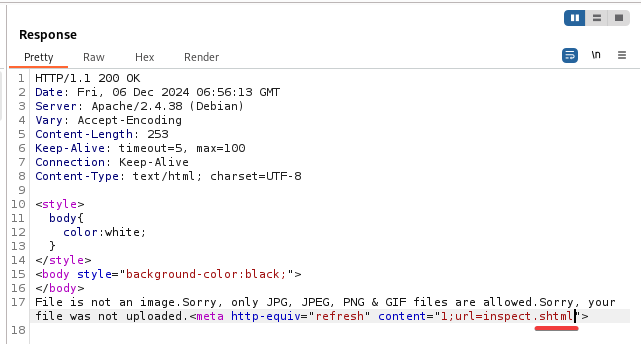 Response
Pretty Raw Hex Render
\n
1 HTTP/1.1 200 OK
2 Date: Fri, 06 Dec 2024 06:56:13 GMT
3 Server: Apache/2.4.38 (Debian)
4 Vary: Accept-Encoding
5 Content-Length: 253
6 Keep-Alive: timeout=5, max=100
7 Connection: Keep-Alive
8 Content-Type: text/html; charset=UTF-8
9
10 <style>
11 body{
12 color:white;
13 }
14 </style>
15 <body style="background-color:black;">
16 </body>
17 File is not an image.Sorry, only JPG, JPEG, PNG & GIF files are allowed.Sorry, your
file was not uploaded.<meta http-equiv="refresh" content="1;url=inspect.shtml">
18